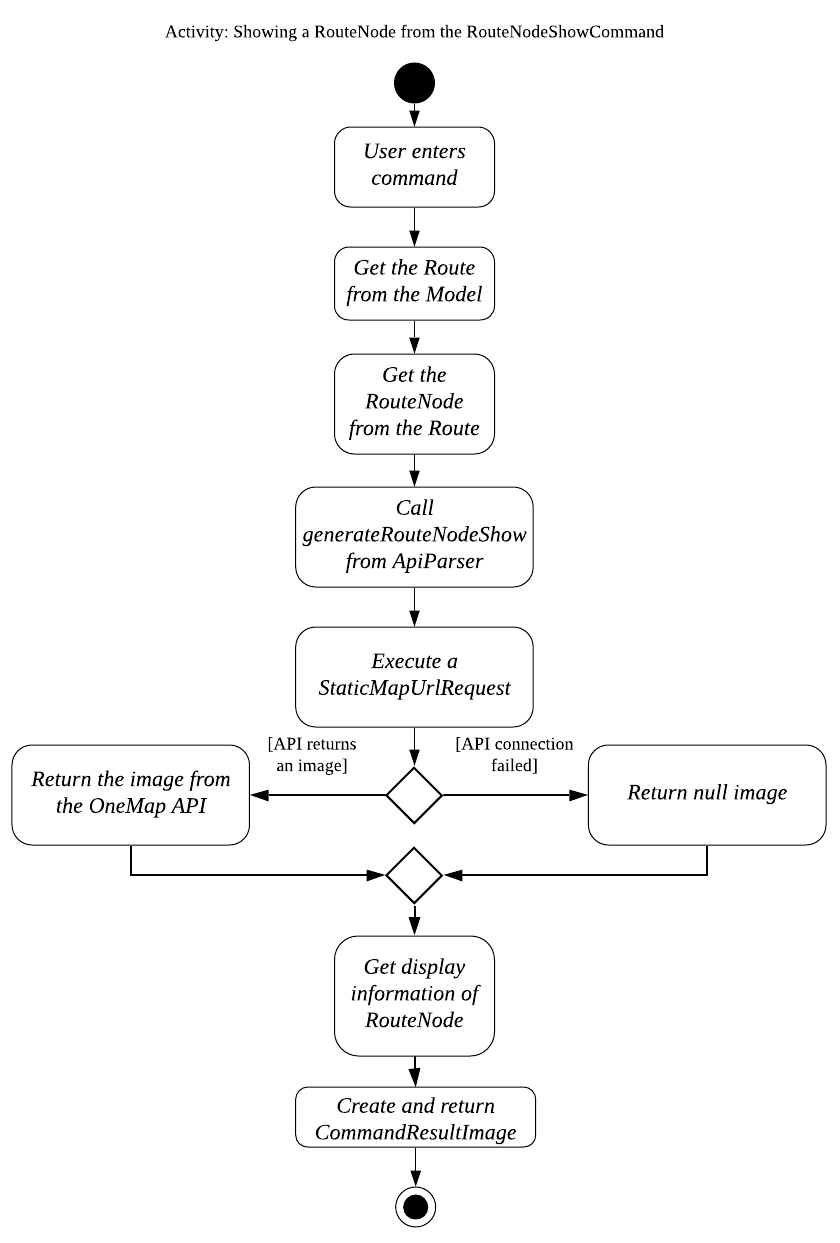 Activity: Showing a RouteNode from the RouteNodeShowCommand
User enters
command
Get the Route
from the Model
Get the
RouteNode
from the Route
Call
generateRouteNodeShow
from ApiParser
Execute a
StaticMapUrlRequest
[API returns
an image]
[API connection
failed]
Return the image from
the OneMap API
Return null image
Get display
information of
RouteNode
Create and return
CommandResultImage